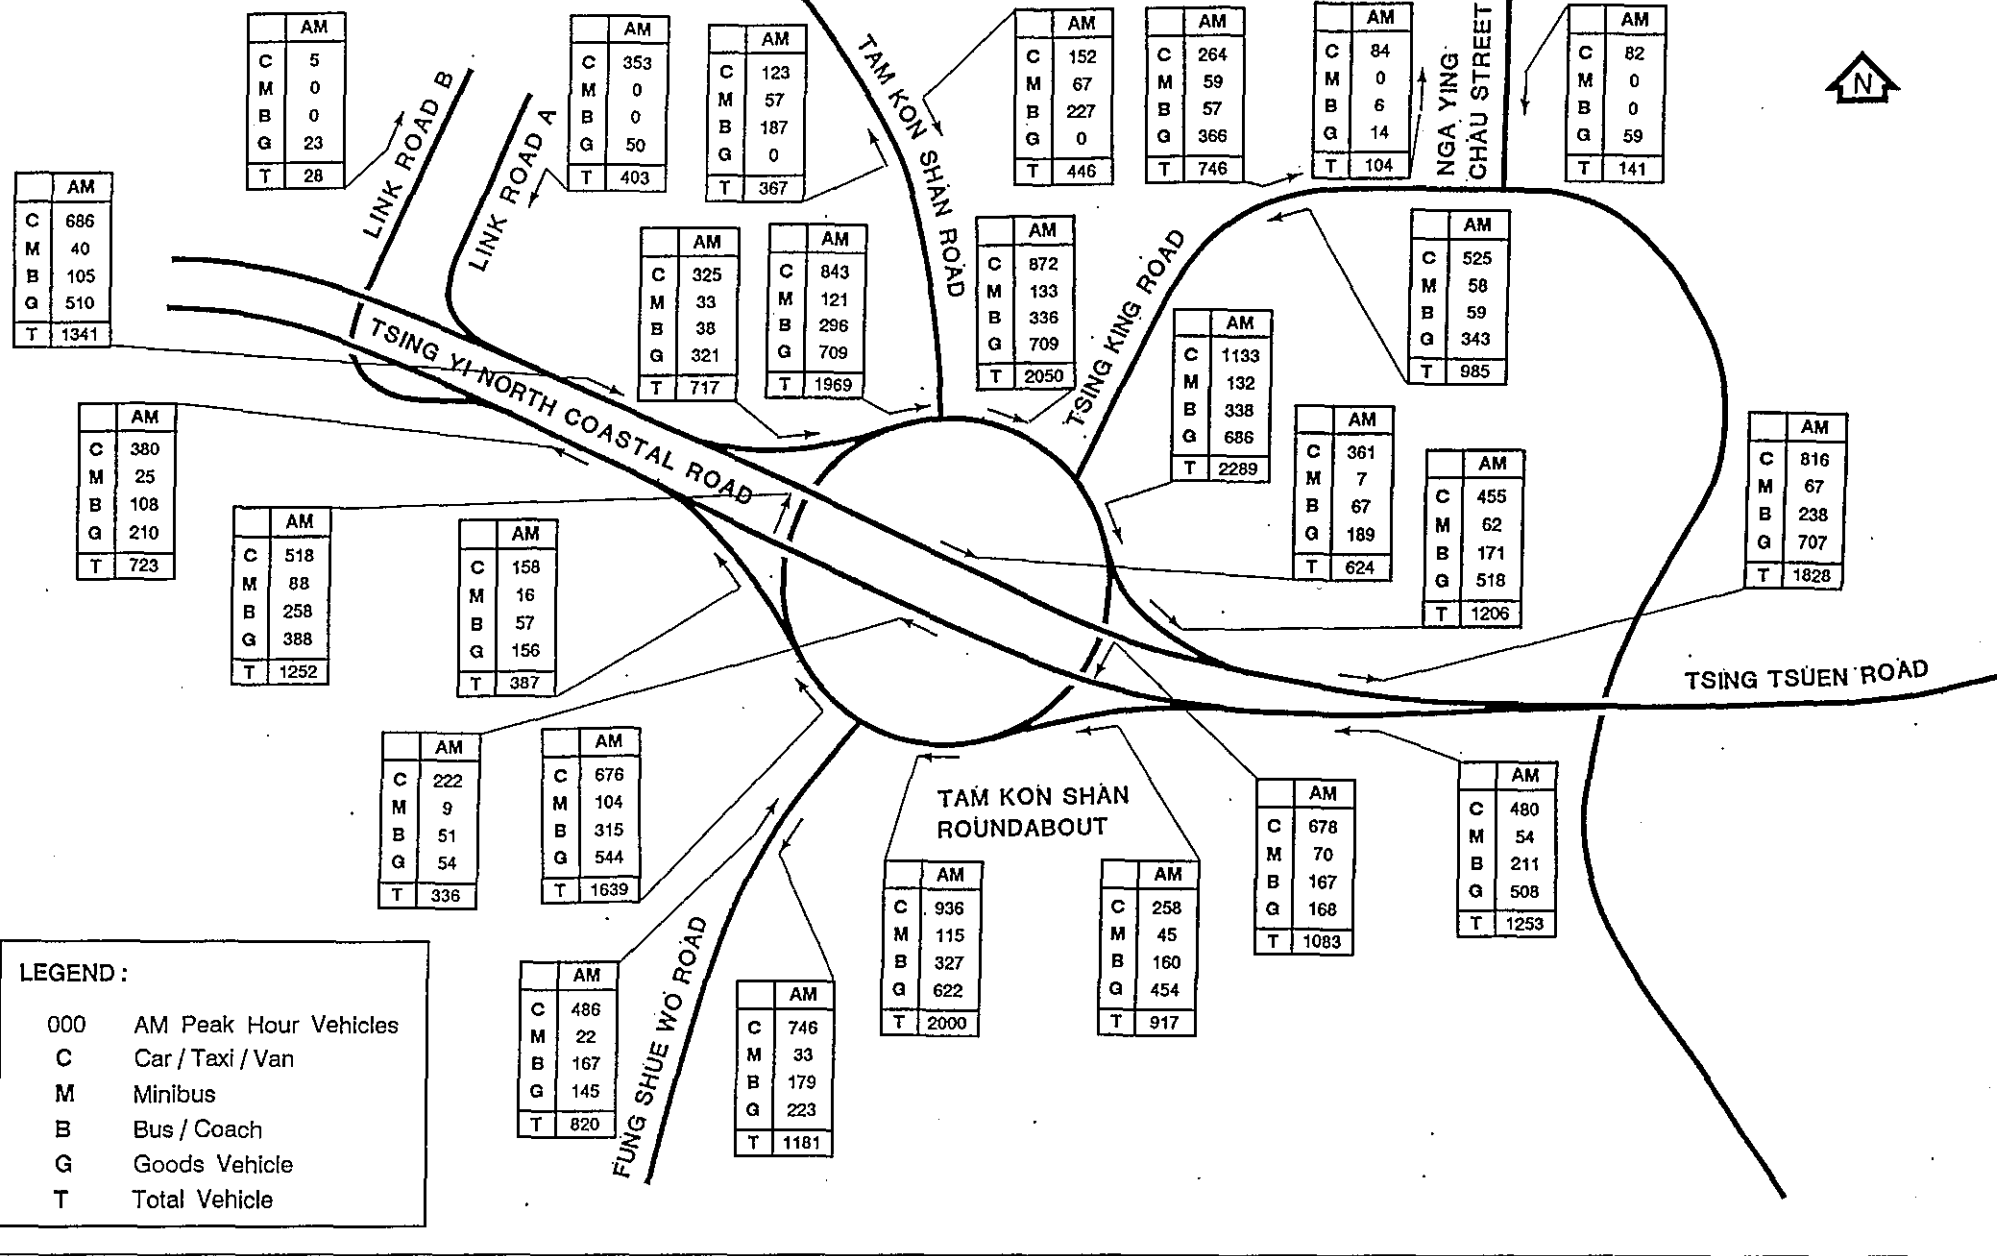 AM
C 5
M 0
B 0
G 23
T 28
AM
C 353
M 0
B 0
G 50
T 403
AM
C 123
M 57
B 187
G 0
T 367
AM
C 152
M 67
B 227
G 0
T 446
AM
C 264
M 59
B 57
G 366
T 746
AM
C 84
M 0
B 6
G 14
T 104
AM
C 82
M 0
B 0
G 59
T 141
N
LINK ROAD B
LINK ROAD A
TAM KON SHAN ROAD
NGA YING
CHAU STREET
AM
C 686
M 40
B 105
G 510
T 1341
AM
C 325
M 33
B 38
G 321
T 717
AM
C 843
M 121
B 296
G 709
T 1969
AM
C 872
M 133
B 336
G 709
T 2050
TSING KING ROAD
AM
C 525
M 58
B 59
G 343
T 985
AM
C 1133
M 132
B 338
G 686
T 2289
TSING YI NORTH COASTAL ROAD
AM
C 380
M 25
B 108
G 210
T 723
AM
C 361
M 7
B 67
G 189
T 624
AM
C 455
M 62
B 171
G 518
T 1206
AM
C 816
M 67
B 238
G 707
T 1828
AM
C 518
M 88
B 258
G 388
T 1252
AM
C 158
M 16
B 57
G 156
T 387
TSING TSUEN ROAD
AM
C 222
M 9
B 51
G 54
T 336
AM
C 676
M 104
B 315
G 544
T 1639
TAM KON SHAN
ROUNDABOUT
AM
C 678
M 70
B 167
G 168
T 1083
AM
C 480
M 54
B 211
G 508
T 1253
AM
C 936
M 115
B 327
G 622
T 2000
AM
C 258
M 45
B 160
G 454
T 917
FUNG SHUE WO ROAD
AM
C 486
M 22
B 167
G 145
T 820
AM
C 746
M 33
B 179
G 223
T 1181
LEGEND :
000 AM Peak Hour Vehicles
C Car / Taxi / Van
M Minibus
B Bus / Coach
G Goods Vehicle
T Total Vehicle